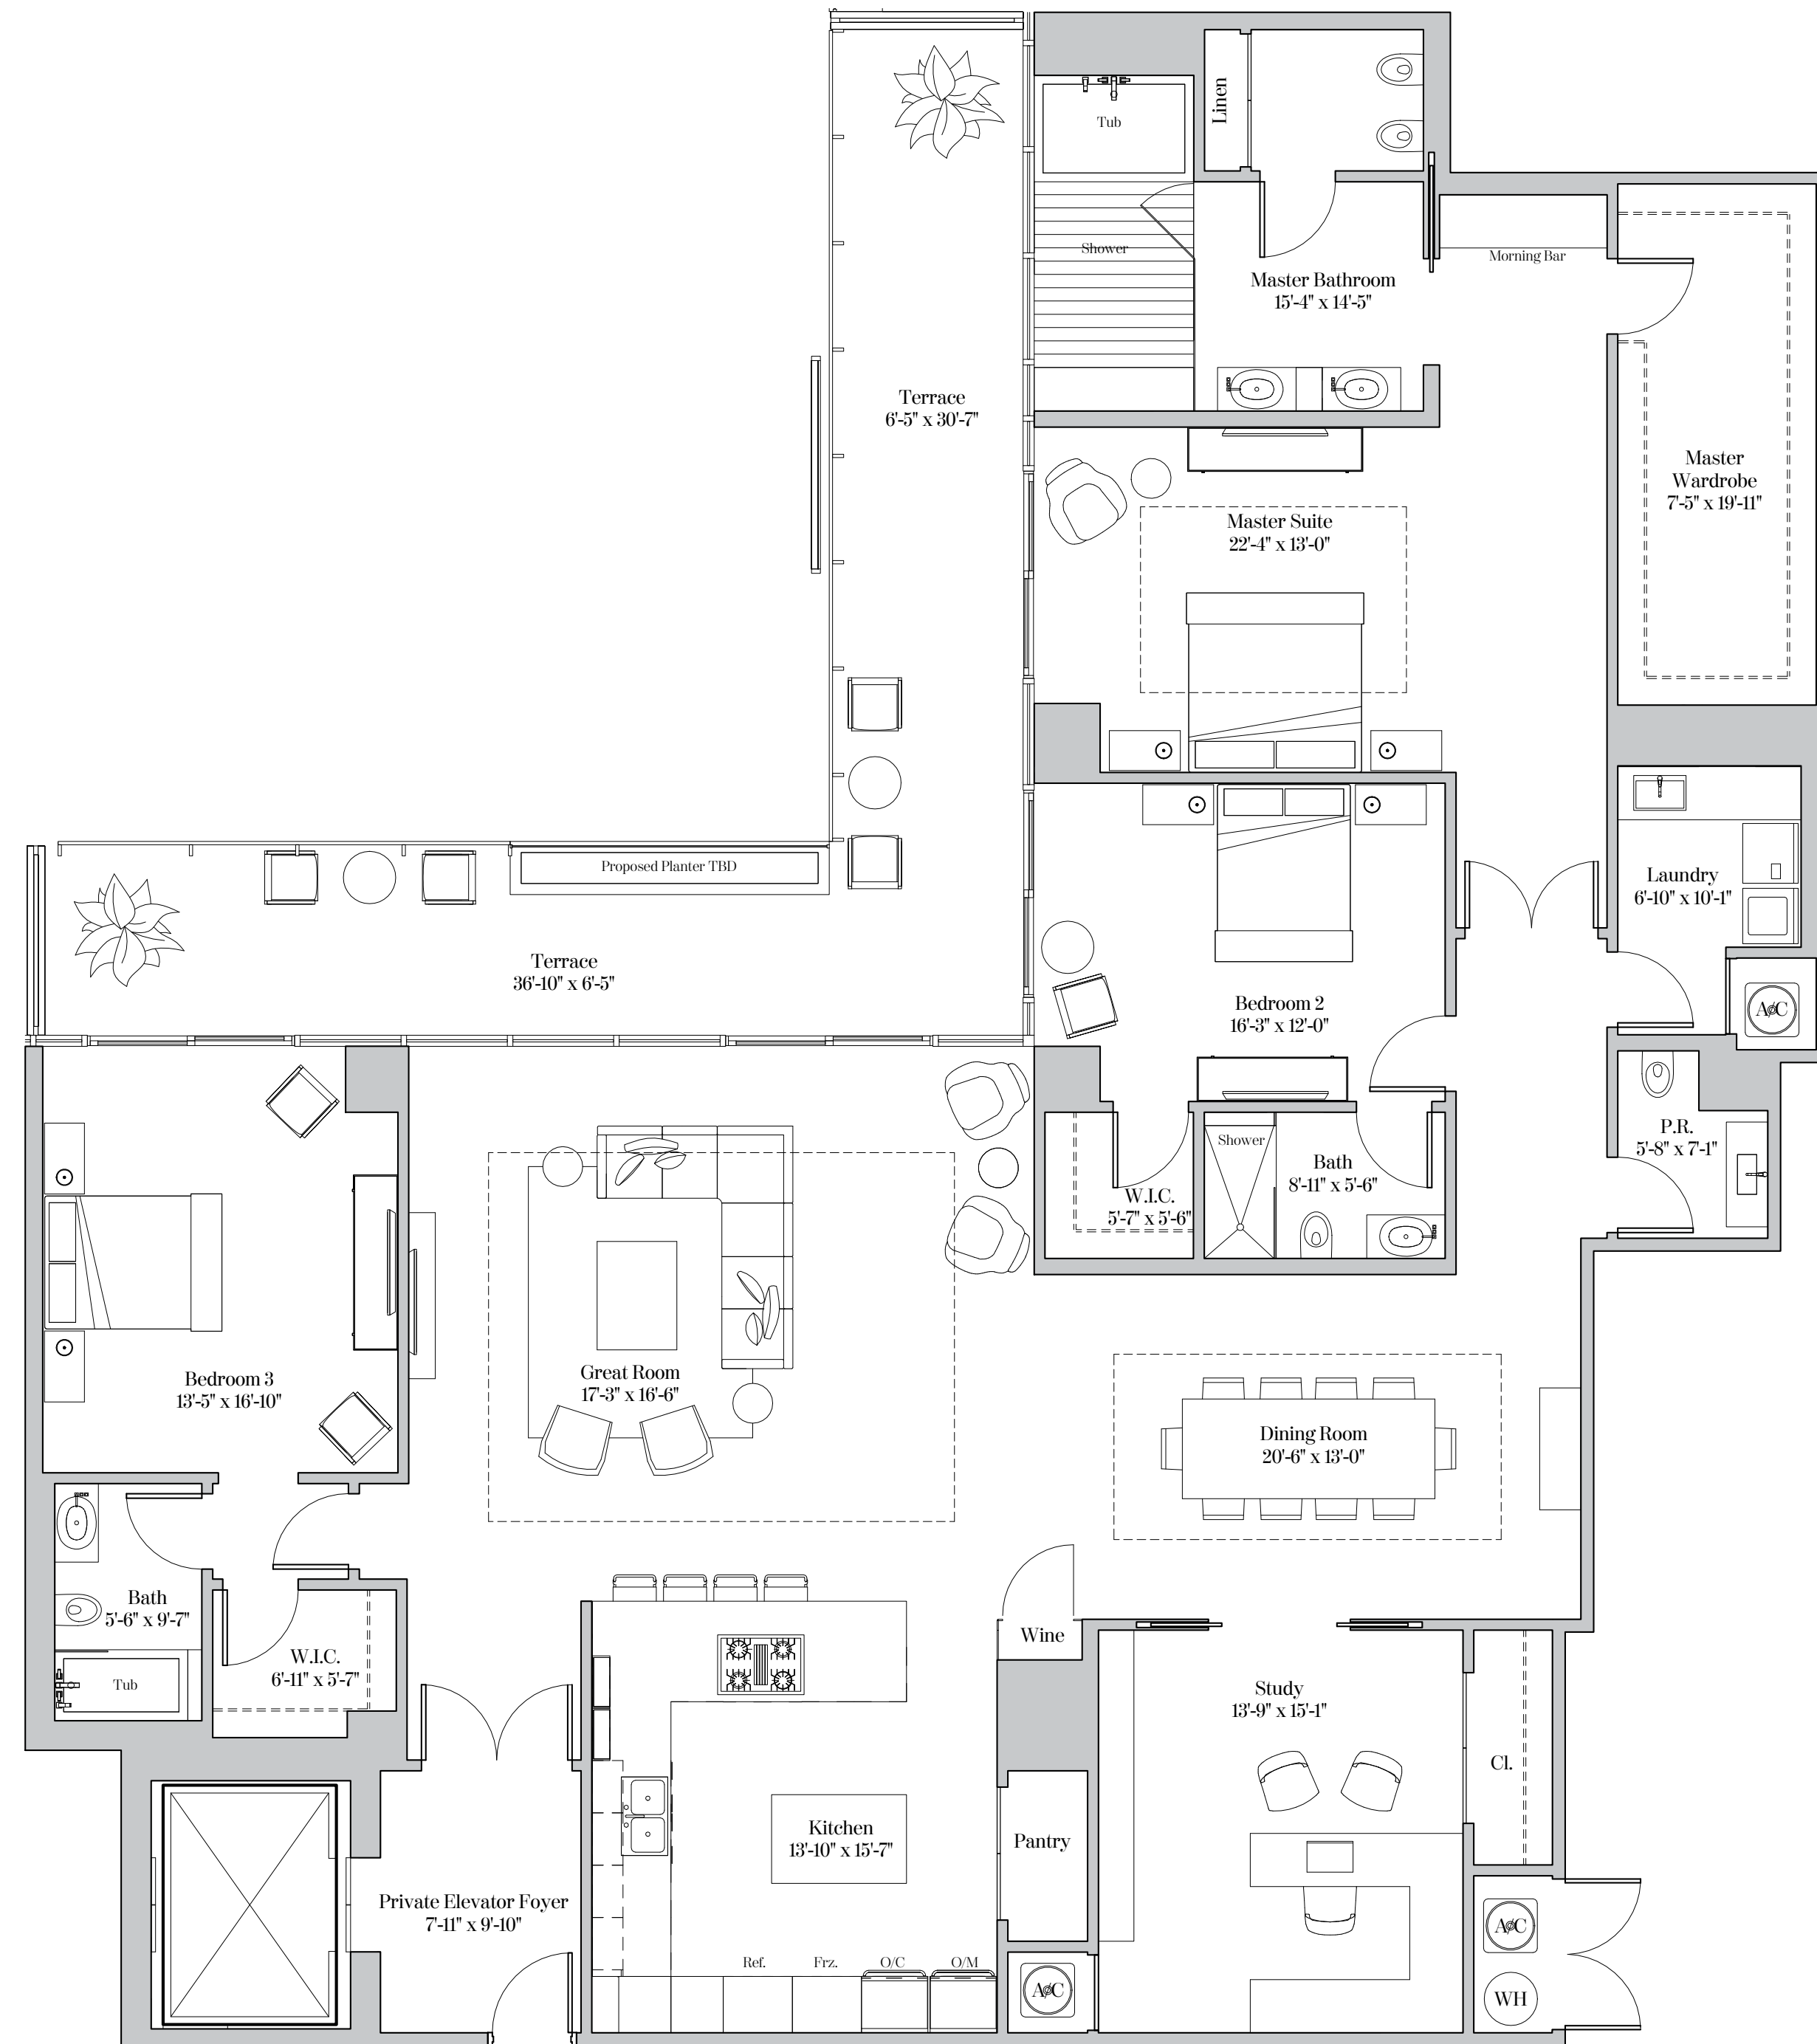 Linen
Tub
Shower
Morning Bar
Master Bathroom
15'-4" x 14'-5"
Terrace
6'-5" x 30'-7"
Master
Wardrobe
7'-5" x 19'-11"
Master Suite
22'-4" x 13'-0"
Proposed Planter TBD
Laundry
6'-10" x 10'-1"
Terrace
36'-10" x 6'-5"
Bedroom 2
16'-3" x 12'-0"
A/C
P.R.
5'-8" x 7'-1"
Shower
Bath
8'-11" x 5'-6"
W.I.C.
5'-7" x 5'-6"
Great Room
17'-3" x 16'-6"
Bedroom 3
13'-5" x 16'-10"
Dining Room
20'-6" x 13'-0"
Bath
5'-6" x 9'-7"
Wine
W.I.C.
6'-11" x 5'-7"
Tub
Study
13'-9" x 15'-1"
Cl.
Kitchen
13'-10" x 15'-7"
Pantry
Private Elevator Foyer
7'-11" x 9'-10"
A/C
Ref.
Frz.
O/C
O/M
A/C
WH